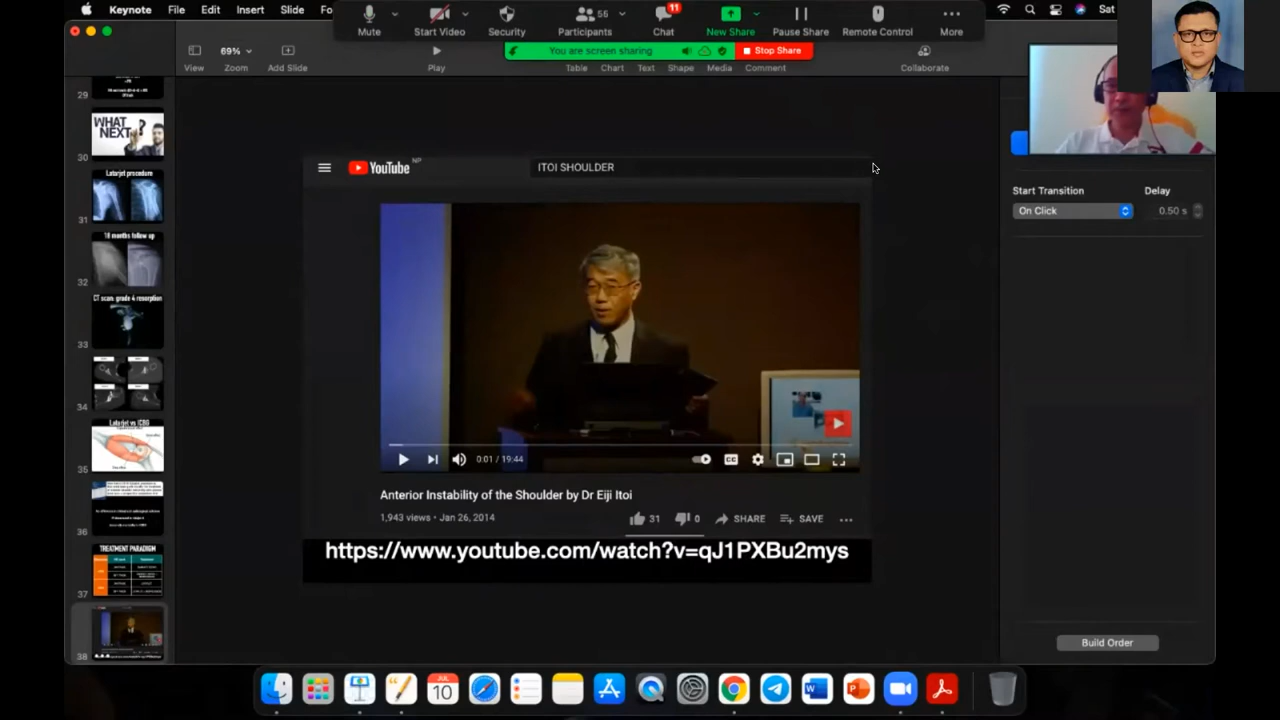 Keynote File Edit Insert Slide Fo
Mute Start Video Security 56 Participants 11 Chat New Share Pause Share Remote Control More
Sat
You are screen sharing Stop Share
69%
View Zoom Add Slide Play Table Chart Text Shape Media Comment Collaborate
29
WHAT
NEXT ?
30
Latarjet procedure
31
18 months follow up
32
CT scan: grade 4 resorption
33
34
Latarjet vs ICBG
35
36
TREATMENT PARADIGM
37
38
YouTube NP
ITOI SHOULDER
0:01 / 19:44
CC
Anterior Instability of the Shoulder by Dr Eiji Itoi
1,943 views • Jan 26, 2014
31 0 SHARE SAVE
https://www.youtube.com/watch?v=qJ1PXBu2mys
Start Transition Delay
On Click 0.50 s
Build Order
JUL
10